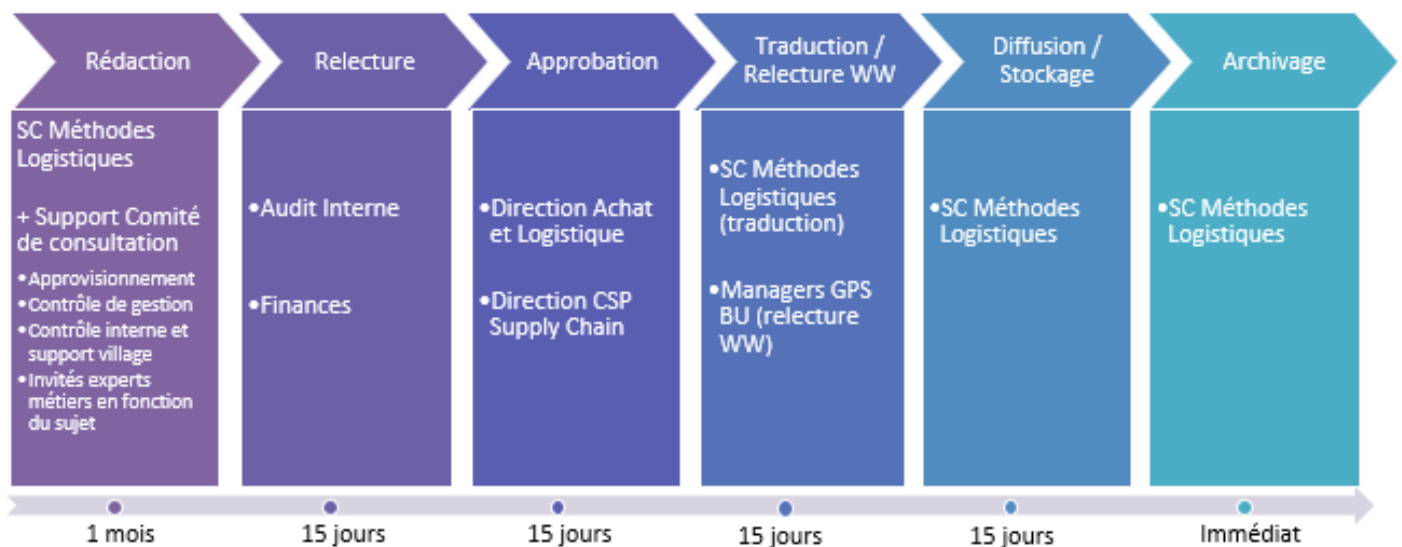 Rédaction
Relecture
Approbation
Traduction /
Relecture WW
Diffusion /
Stockage
Archivage
SC Méthodes
Logistiques
+ Support Comité
de consultation
•Approvisionnement
•Contrôle de gestion
•Contrôle interne et
support village
•Invités experts
métiers en fonction
du sujet
•Audit Interne
•Finances
•Direction Achat
et Logistique
•Direction CSP
Supply Chain
•SC Méthodes
Logistiques
(traduction)
•Managers GPS
BU (relecture
WW)
•SC Méthodes
Logistiques
•SC Méthodes
Logistiques
1 mois
15 jours
15 jours
15 jours
15 jours
Immédiat